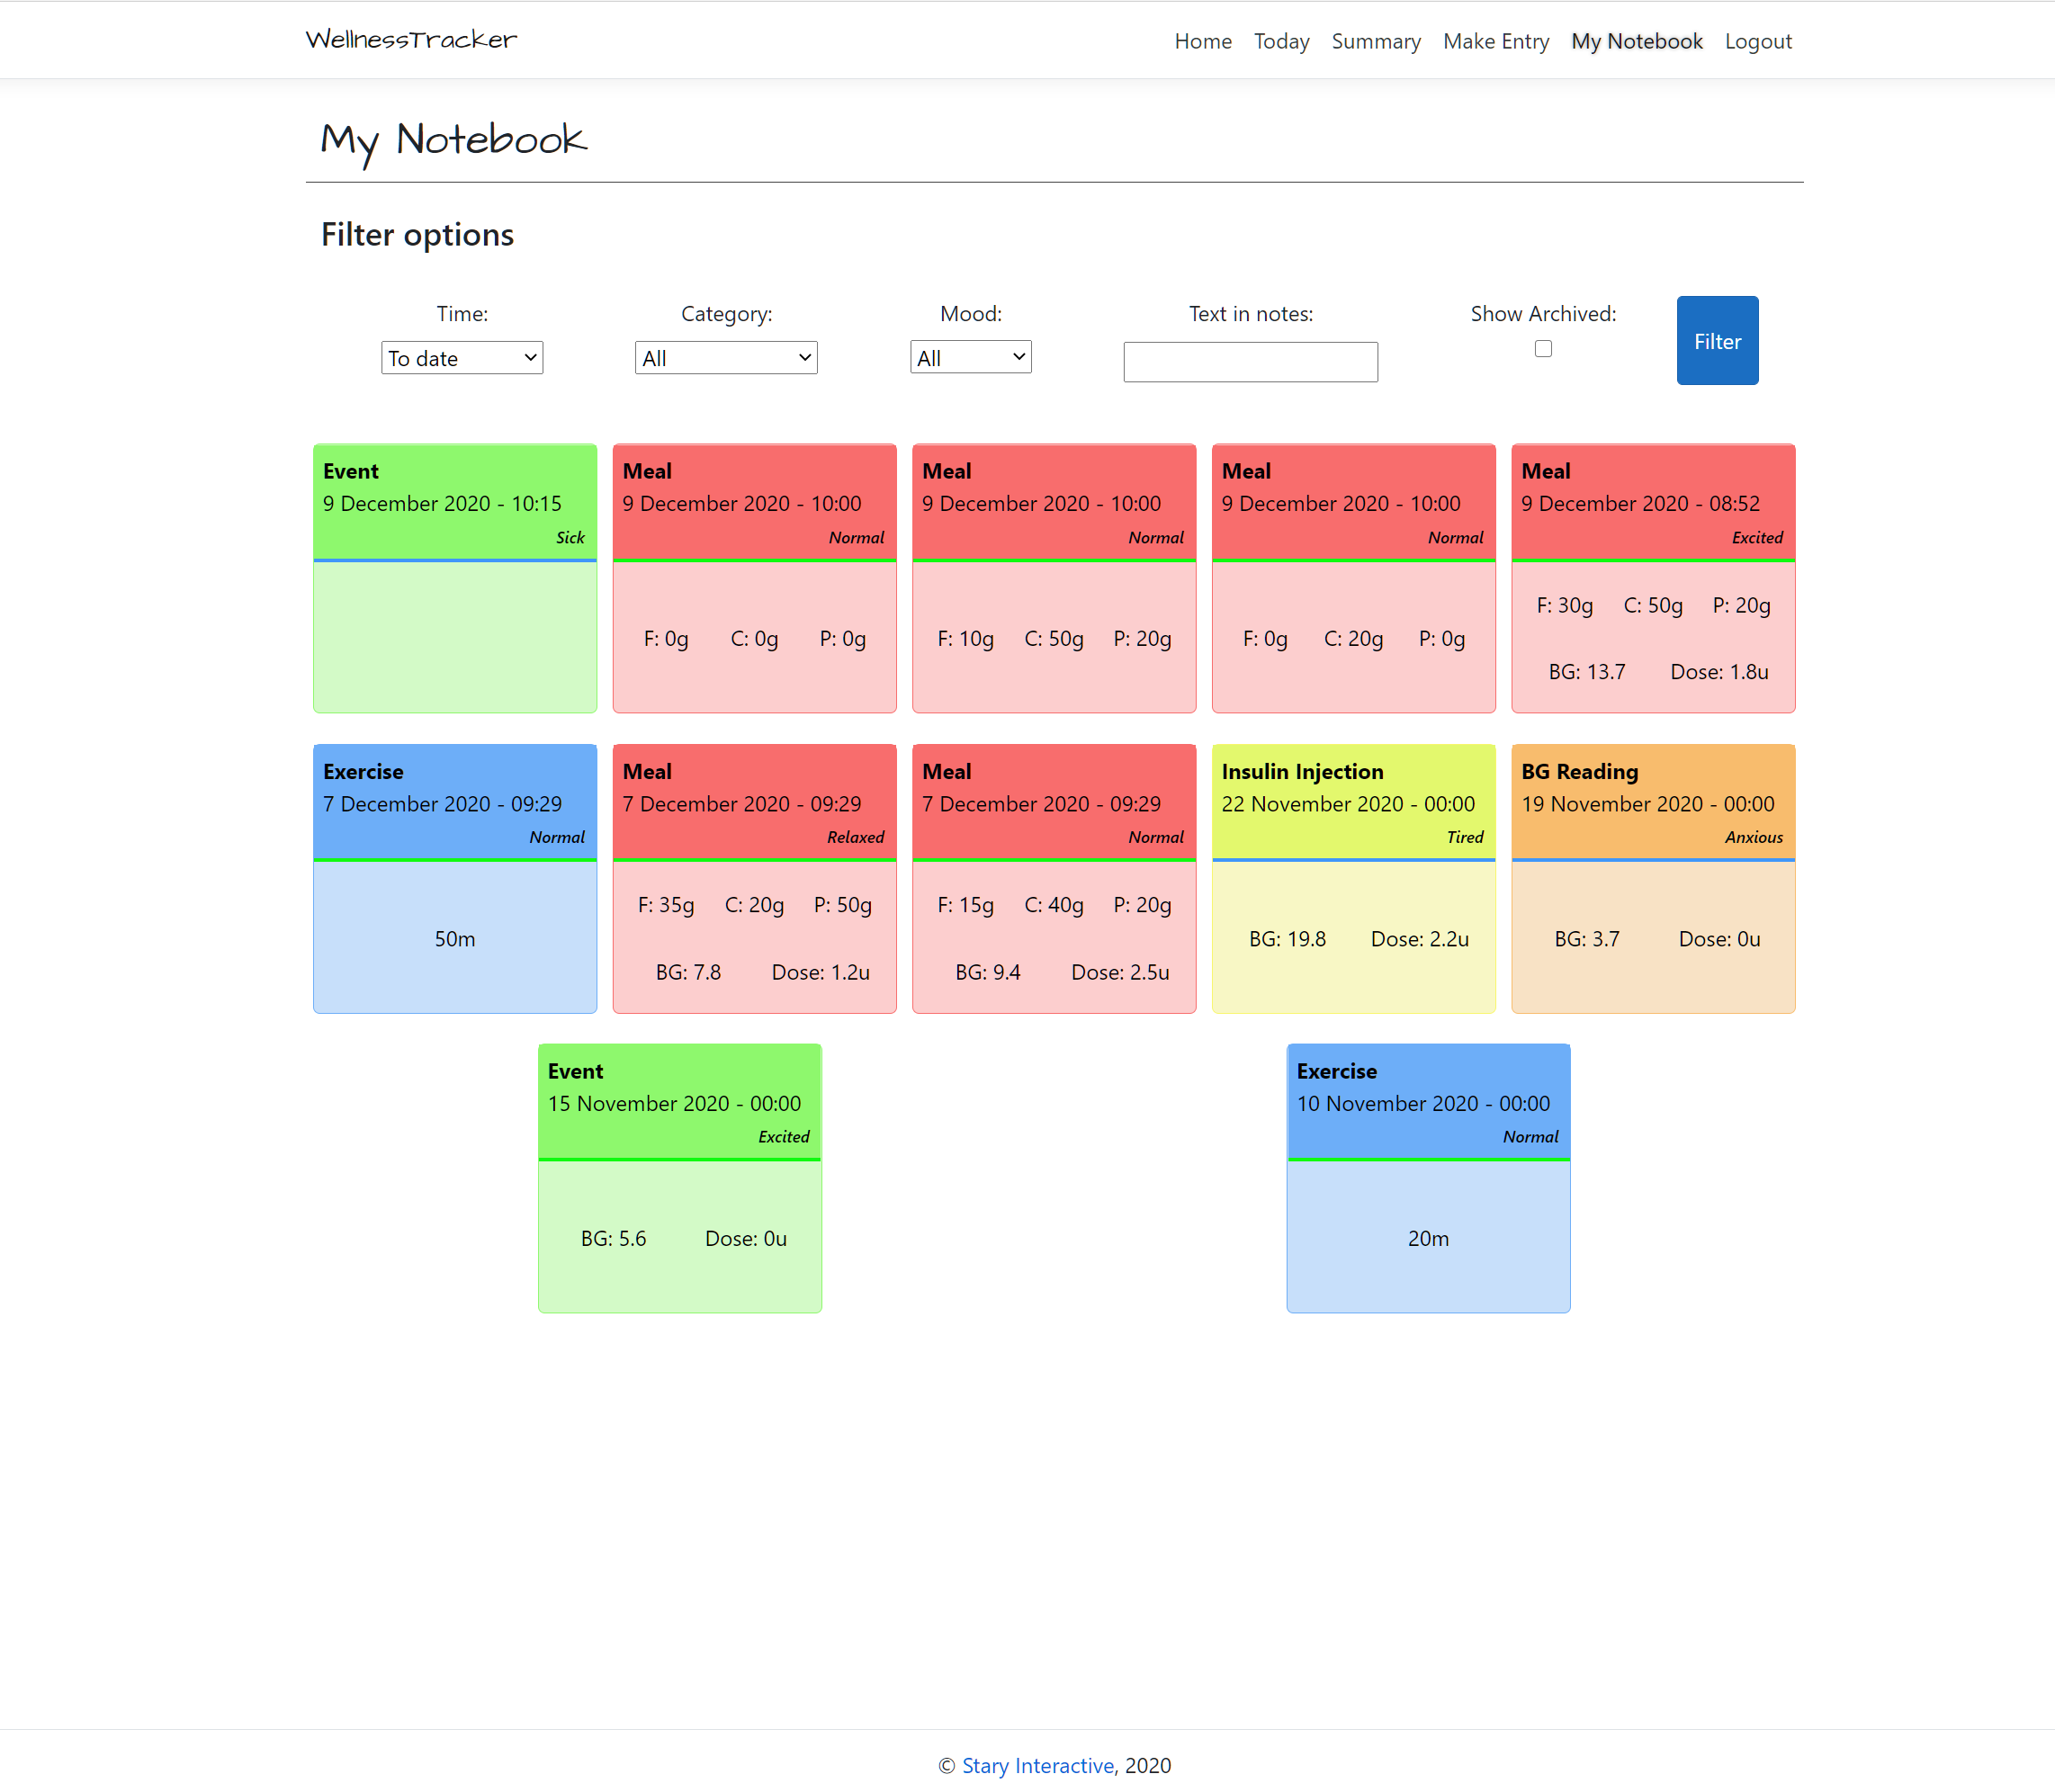 WellnessTracker
Home Today Summary Make Entry My Notebook Logout
My Notebook
Filter options
Time: Category: Mood: Text in notes: Show Archived:
To date All All Filter
Event
9 December 2020 - 10:15
Sick
Meal
9 December 2020 - 10:00
Normal
F: 0g C: 0g P: 0g
Meal
9 December 2020 - 10:00
Normal
F: 10g C: 50g P: 20g
Meal
9 December 2020 - 10:00
Normal
F: 0g C: 20g P: 0g
Meal
9 December 2020 - 08:52
Excited
F: 30g C: 50g P: 20g
BG: 13.7 Dose: 1.8u
Exercise
7 December 2020 - 09:29
Normal
50m
Meal
7 December 2020 - 09:29
Relaxed
F: 35g C: 20g P: 50g
BG: 7.8 Dose: 1.2u
Meal
7 December 2020 - 09:29
Normal
F: 15g C: 40g P: 20g
BG: 9.4 Dose: 2.5u
Insulin Injection
22 November 2020 - 00:00
Tired
BG: 19.8 Dose: 2.2u
BG Reading
19 November 2020 - 00:00
Anxious
BG: 3.7 Dose: 0u
Event
15 November 2020 - 00:00
Excited
BG: 5.6 Dose: 0u
Exercise
10 November 2020 - 00:00
Normal
20m
© Stary Interactive, 2020